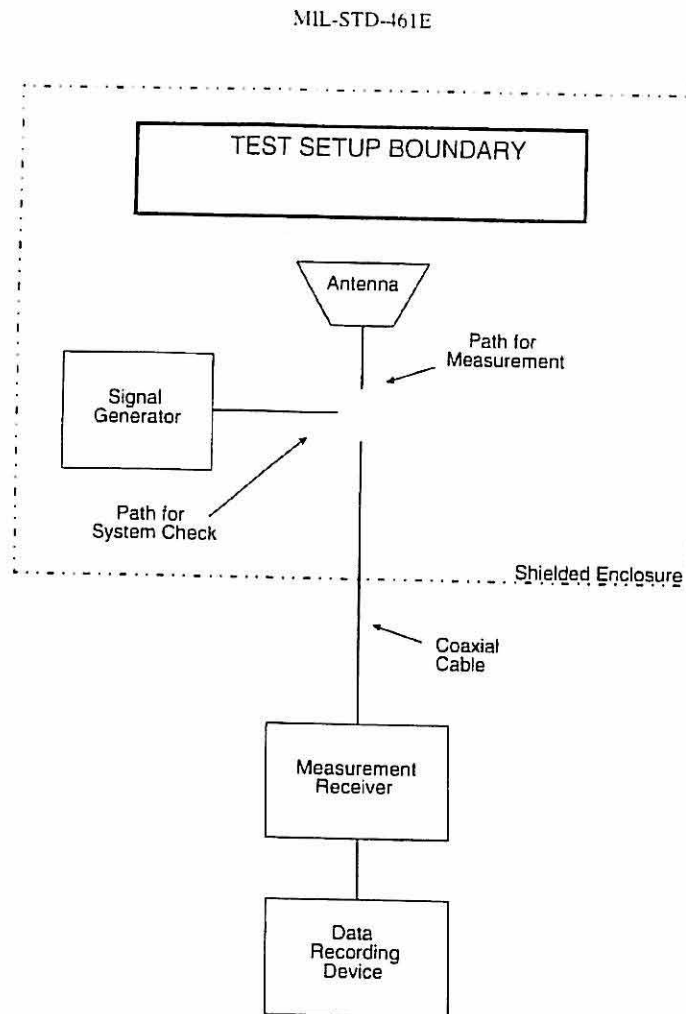 MIL-STD-461E
TEST SETUP BOUNDARY
Antenna
Path for
Measurement
Signal
Generator
Path for
System Check
Shielded Enclosure
Coaxial
Cable
Measurement
Receiver
Data
Recording
Device